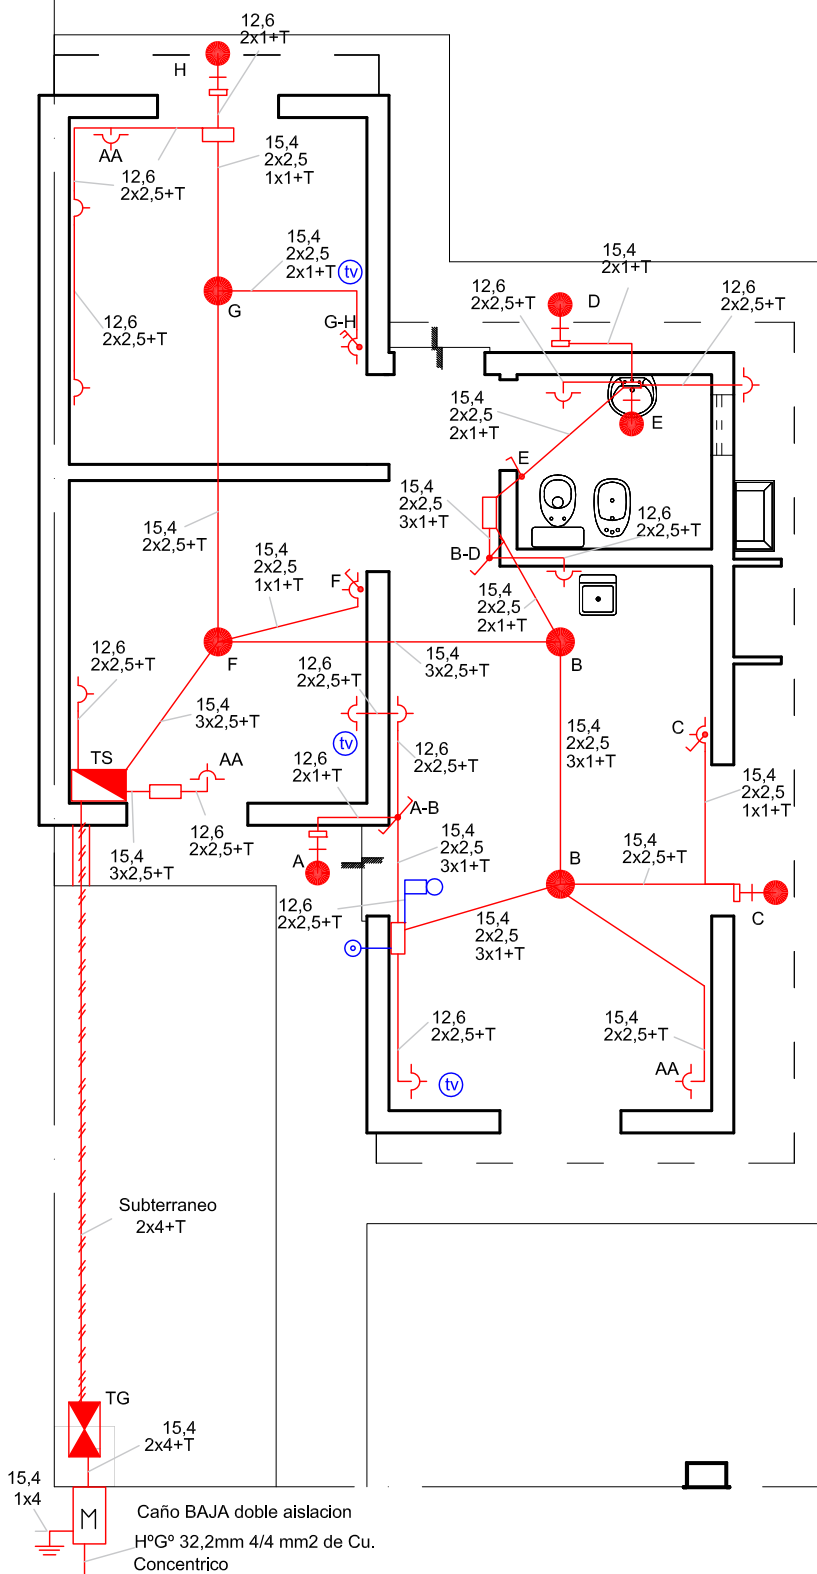 12,6
2x1+T
H
15,4
2x2,5
1x1+T
AA
12,6
2x2,5+T
15,4
2x2,5
2x1+T
tv
G
G-H
12,6
2x2,5+T
15,4
2x1+T
D
12,6
2x2,5+T
12,6
2x2,5+T
15,4
2x2,5
2x1+T
E
E
15,4
2x2,5
3x1+T
12,6
2x2,5+T
B-D
15,4
2x2,5+T
15,4
2x2,5
1x1+T
F
15,4
2x2,5
2x1+T
12,6
2x2,5+T
F
15,4
3x2,5+T
B
12,6
2x2,5+T
15,4
3x2,5+T
tv
12,6
2x2,5+T
15,4
2x2,5
3x1+T
C
TS
AA
12,6
2x1+T
15,4
2x2,5
1x1+T
A-B
12,6
2x2,5+T
15,4
3x2,5+T
A
15,4
2x2,5
3x1+T
B
15,4
2x2,5+T
C
12,6
2x2,5+T
15,4
2x2,5
3x1+T
12,6
2x2,5+T
15,4
2x2,5+T
AA
tv
Subterraneo
2x4+T
TG
15,4
2x4+T
15,4
1x4
M
Caño BAJA doble aislacion
HºGº 32,2mm 4/4 mm2 de Cu.
Concentrico